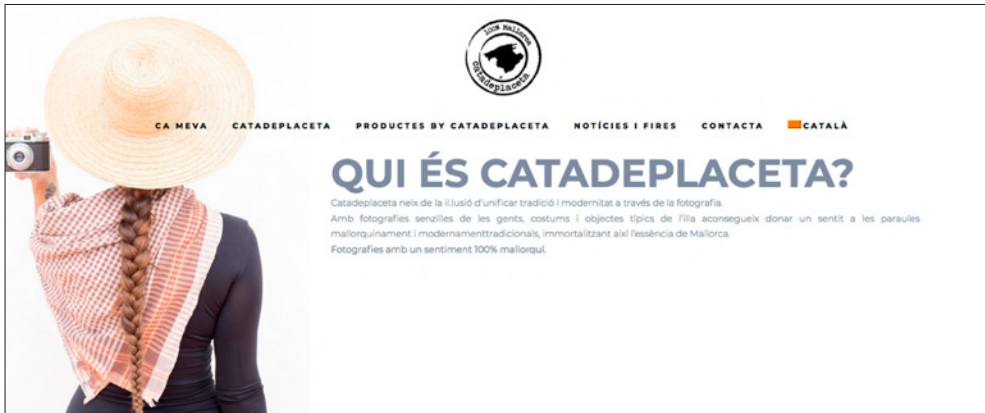 100% Mallorca
catadeplaceta
CA MEVA CATADEPLACETA PRODUCTES BY CATADEPLACETA NOTÍCIES I FIRES CONTACTA CATALÀ
QUI ÉS CATADEPLACETA?
Catadeplaceta neix de la il·lusió d'unificar tradició i modernitat a través de la fotografia.
Amb fotografies senzilles de les gents, costums i objectes típics de l'illa aconsegueix donar un sentit a les paraules
mallorquinament i modernamenttradicionals, immortalitzant així l'essència de Mallorca.
Fotografies amb un sentiment 100% mallorquí.